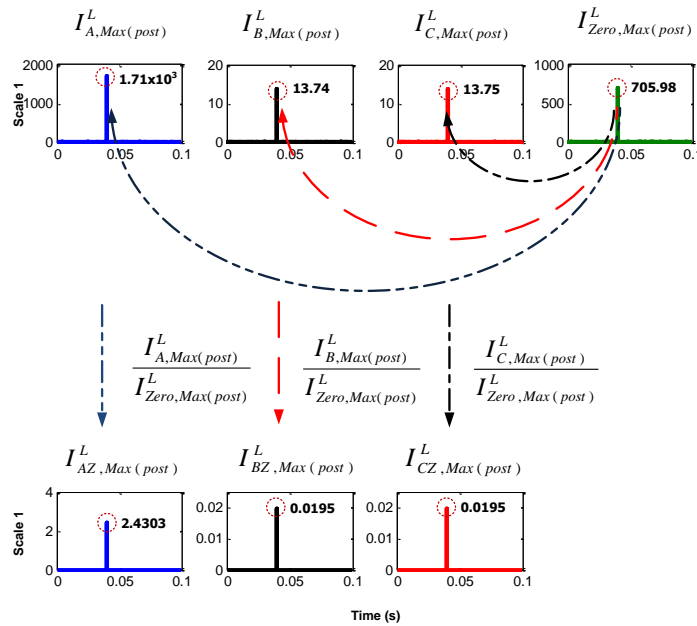 I^L_{A,Max(post)} I^L_{B,Max(post)} I^L_{C,Max(post)} I^L_{Zero,Max(post)}
Scale 1
2000
1000
0
1.71x10³
0 0.05 0.1
20
10
0
13.74
0 0.05 0.1
20
10
0
13.75
0 0.05 0.1
1000
500
0
705.98
0 0.05 0.1
I^L_{A,Max(post)}
I^L_{Zero,Max(post)}
I^L_{B,Max(post)}
I^L_{Zero,Max(post)}
I^L_{C,Max(post)}
I^L_{Zero,Max(post)}
I^L_{AZ,Max(post)} I^L_{BZ,Max(post)} I^L_{CZ,Max(post)}
Scale 1
4
2
0
2.4303
0 0.05 0.1
0.02
0.01
0
0.0195
0 0.05 0.1
0.02
0.01
0
0.0195
0 0.05 0.1
Time (s)